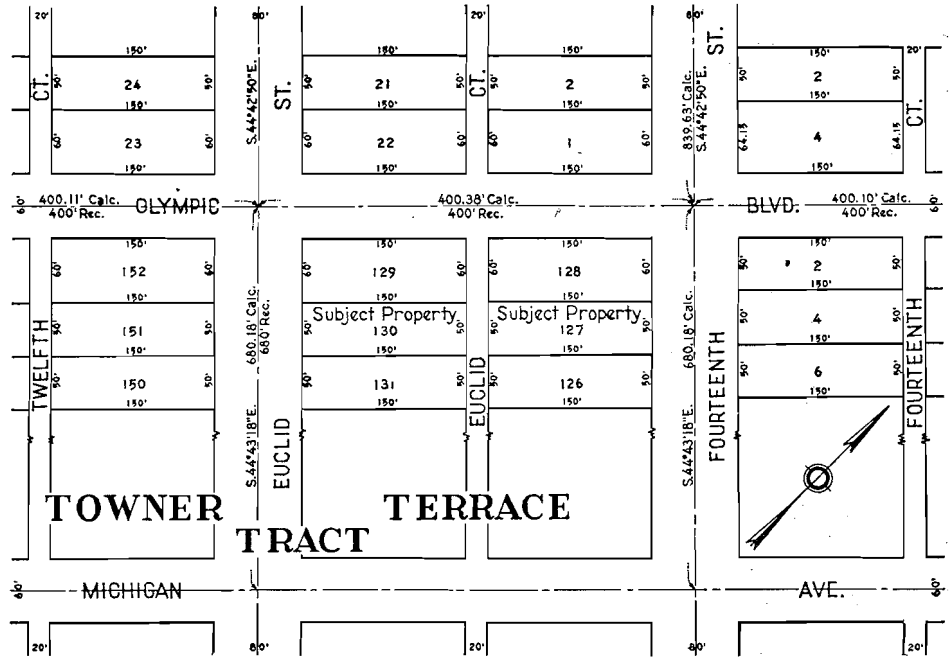 20' 80' 20' 80' 20'
150' 150' 150' 150'
CT. 50' 24 50' ST. 50' 21 50' CT. 50' 2 50' ST. 50' 2 50' CT.
S.44°42'50"E. 839.63' Calc. S.44°42'50"E.
150' 150' 150' 150'
60' 23 60' 60' 22 60' 60' 1 60' 64.15 4 64.15
150' 150' 150' 150'
60' 400.11' Calc. OLYMPIC 400.38' Calc. BLVD. 400.10' Calc. 60'
400' Rec. 400' Rec. 400' Rec.
150' 150' 150' 150'
152 60' 60' 129 60' 128 60' 50' 2 50'
150' 150' 150' 150'
Subject Property Subject Property
TWELFTH 151 50' 680.18' Calc. 680' Rec. 130 50' 127 50' 680.18' Calc. 50' 4 50'
150' 150' 150' 150'
150 50' 50' 131 50' EUCLID 126 50' FOURTEENTH 50' 6 50' FOURTEENTH
150' 150' 150' 150'
S.44°43'18"E. EUCLID S.44°43'18"E.
TOWNER TERRACE
TRACT
60' MICHIGAN AVE. 60'
20' 80' 20' 80' 20'